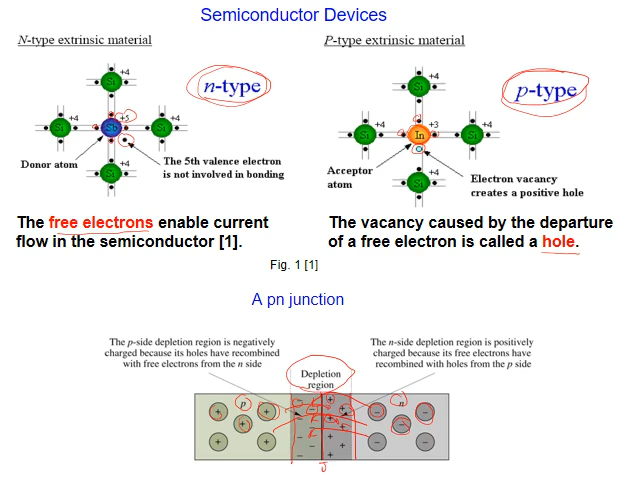 Semiconductor Devices
N-type extrinsic material
P-type extrinsic material
+4
Si
n-type
+4
+5
+4
Si
Sb
Si
Donor atom
The 5th valence electron
is not involved in bonding
+4
Si
+4
Si
p-type
+4
+3
+4
Si
In
Si
Acceptor
atom
Electron vacancy
creates a positive hole
+4
Si
The free electrons enable current
flow in the semiconductor [1].
The vacancy caused by the departure
of a free electron is called a hole.
Fig. 1 [1]
A pn junction
The p-side depletion region is negatively
charged because its holes have recombined
with free electrons from the n side
The n-side depletion region is positively
charged because its free electrons have
recombined with holes from the p side
Depletion
region
p
n
J